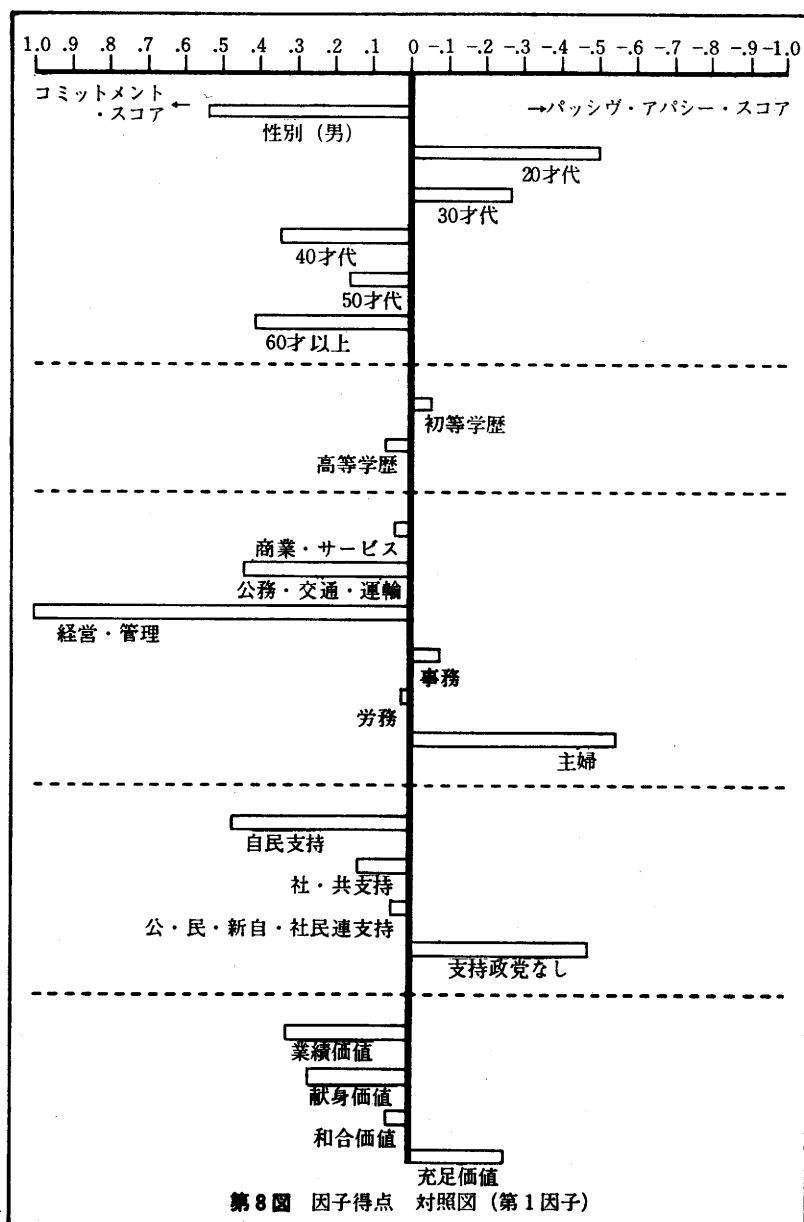 1.0 .9 .8 .7 .6 .5 .4 .3 .2 .1 0 -.1 -.2 -.3 -.4 -.5 -.6 -.7 -.8 -.9 -1.0
コミットメント
・スコア ←
→パッシヴ・アパシー・スコア
性別 (男)
20才代
30才代
40才代
50才代
60才以上
初等学歴
高等学歴
商業・サービス
公務・交通・運輸
経営・管理
事務
労務
主婦
自民支持
社・共支持
公・民・新自・社民連支持
支持政党なし
業績価値
献身価値
和合価値
充足価値
第8図 因子得点 対照図 (第1因子)